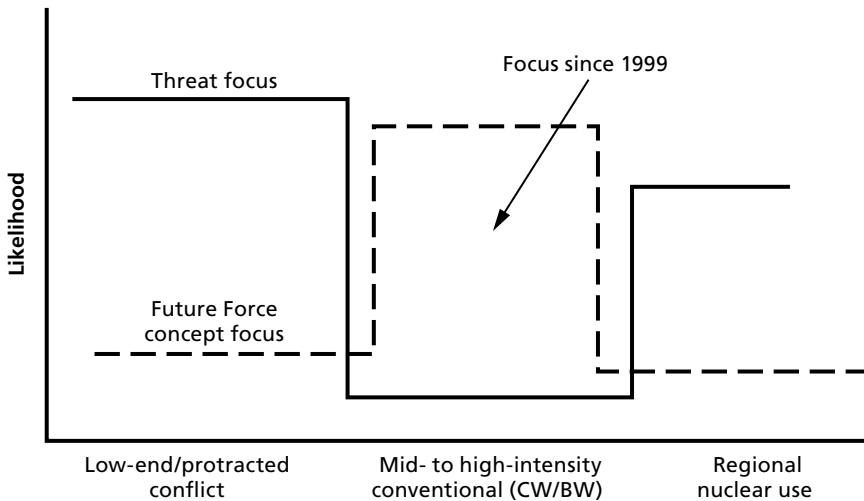 Threat focus
Focus since 1999
Likelihood
Future Force
concept focus
Low-end/protracted
conflict
Mid- to high-intensity
conventional (CW/BW)
Regional
nuclear use